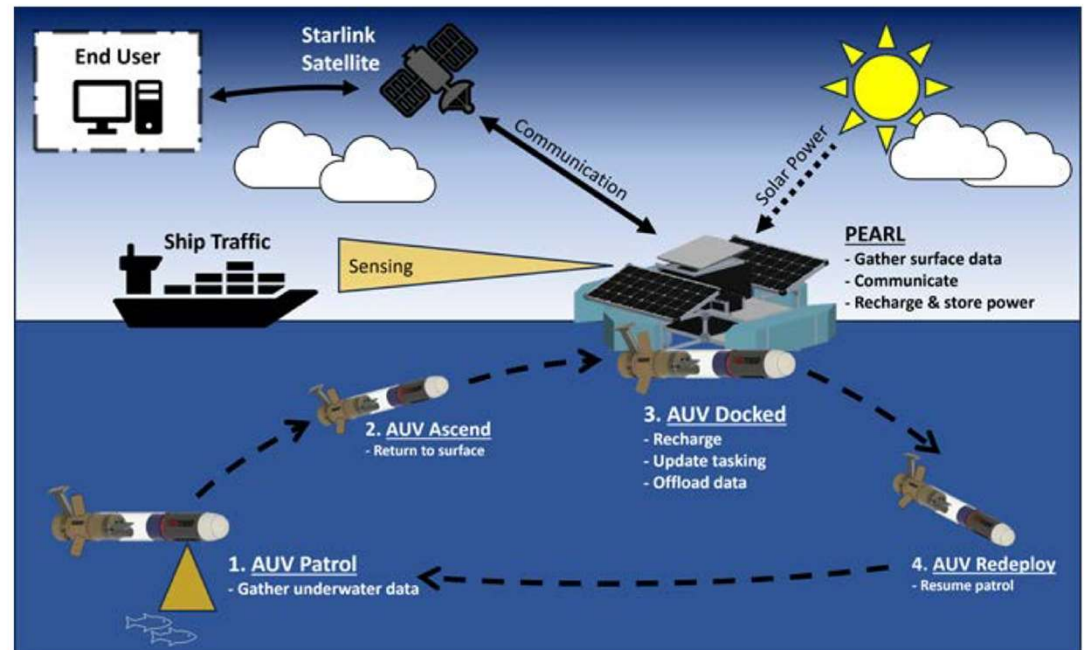 End User
Starlink
Satellite
Communication
Solar Power
Ship Traffic
Sensing
PEARL
- Gather surface data
- Communicate
- Recharge & store power
2. AUV Ascend
- Return to surface
3. AUV Docked
- Recharge
- Update tasking
- Offload data
1. AUV Patrol
- Gather underwater data
4. AUV Redeploy
- Resume patrol